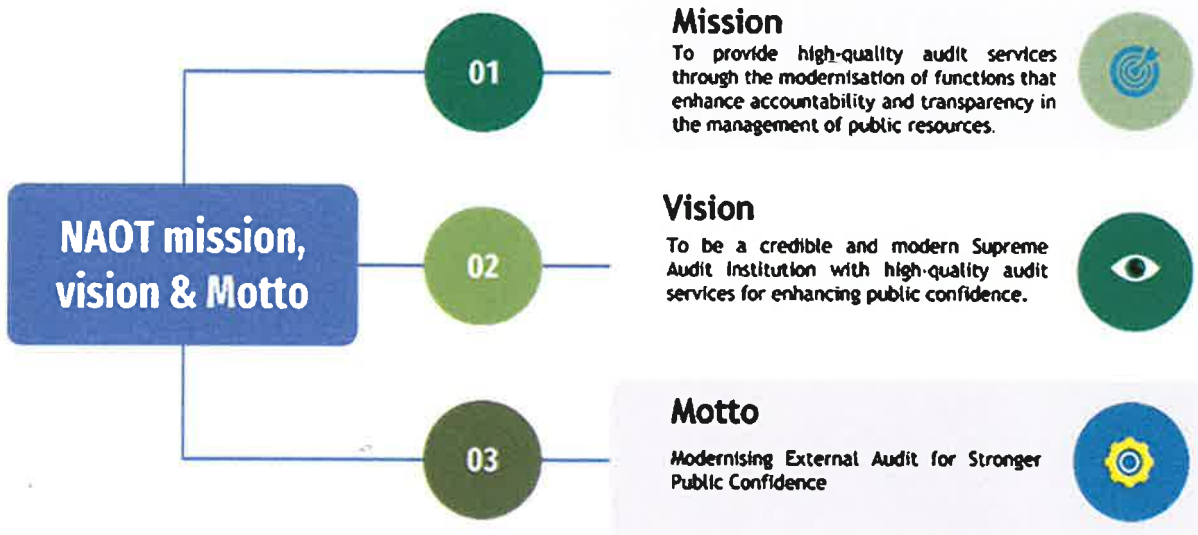 NAOT mission,
vision & Motto
01
Mission
To provide high-quality audit services
through the modernisation of functions that
enhance accountability and transparency in
the management of public resources.
02
Vision
To be a credible and modern Supreme
Audit Institution with high-quality audit
services for enhancing public confidence.
03
Motto
Modernising External Audit for Stronger
Public Confidence